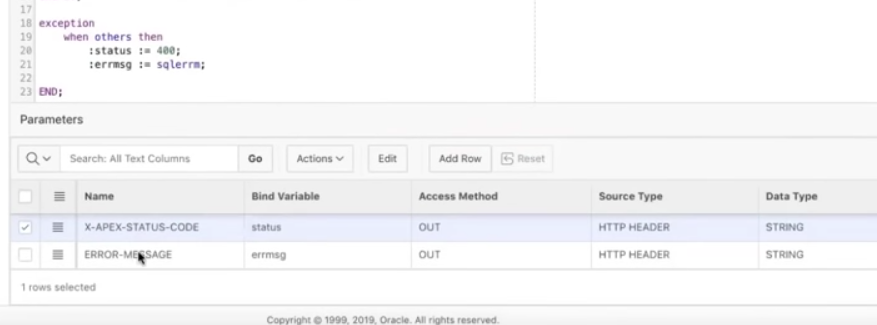 17
18 exception
19 when others then
20 :status := 400;
21 :errmsg := sqlerrm;
22
23 END;
Parameters
Search: All Text Columns Go Actions Edit Add Row Reset
Name Bind Variable Access Method Source Type Data Type
X-APEX-STATUS-CODE status OUT HTTP HEADER STRING
ERROR-MESSAGE errmsg OUT HTTP HEADER STRING
1 rows selected
Copyright © 1999, 2019, Oracle. All rights reserved.